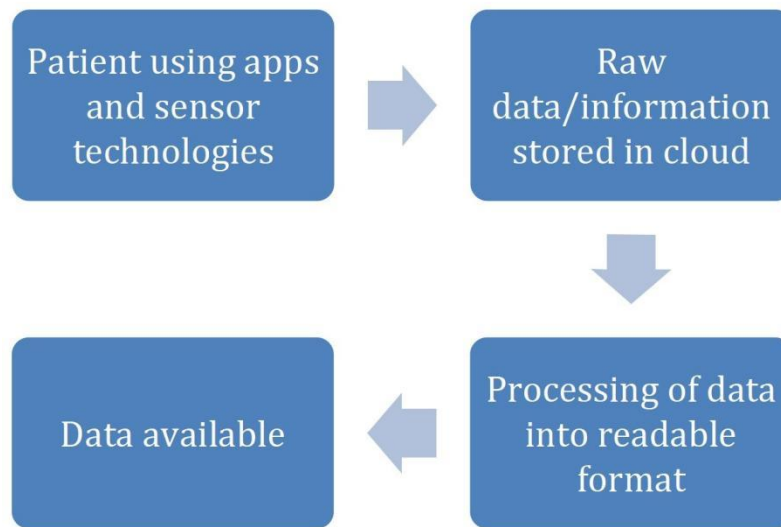 Patient using apps
and sensor
technologies
Raw
data/information
stored in cloud
Processing of data
into readable
format
Data available